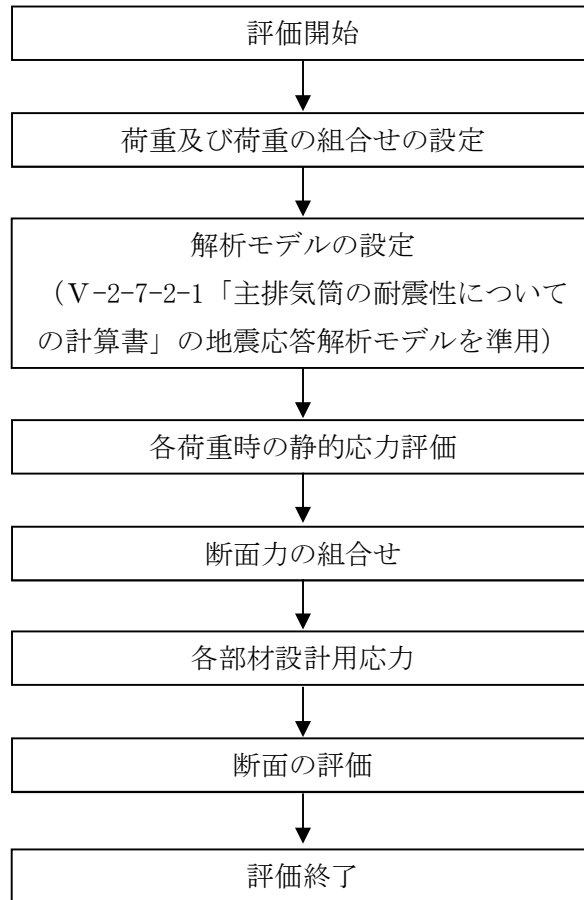 評価開始
荷重及び荷重の組合せの設定
解析モデルの設定
（Ⅴ-2-7-2-1「主排気筒の耐震性について
の計算書」の地震応答解析モデルを準用）
各荷重時の静的応力評価
断面力の組合せ
各部材設計用応力
断面の評価
評価終了